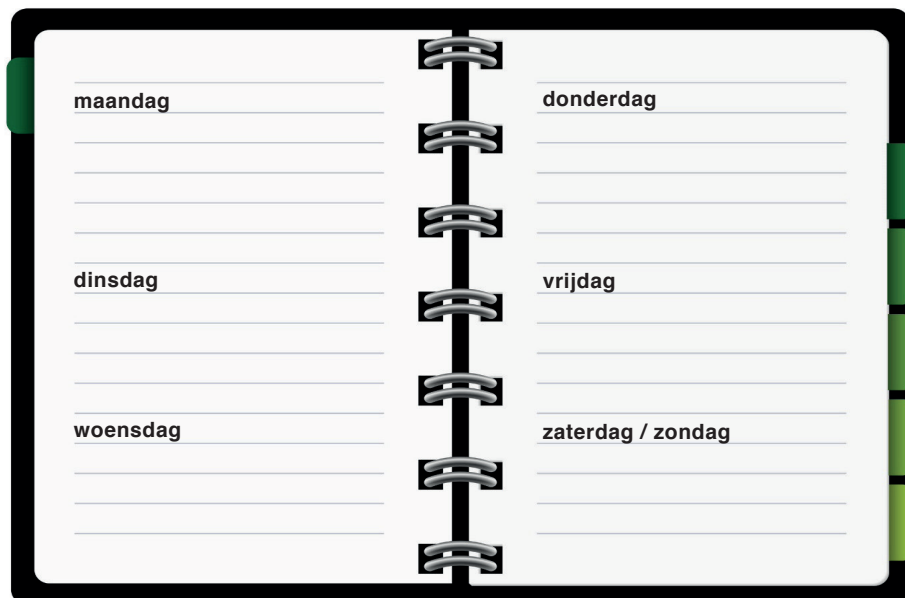 maandag
dinsdag
woensdag
donderdag
vrijdag
zaterdag / zondag